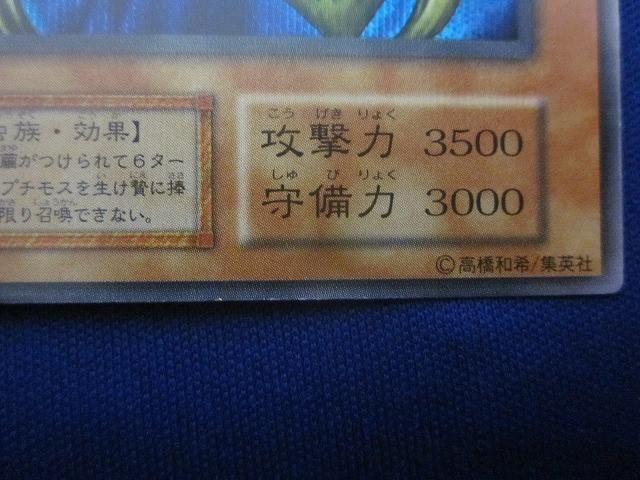 族・効果】
繭がつけられて6ター
プチモスを生け贄に捧
限り召喚できない。
こう げき りょく
攻撃力 3500
しゅ び りょく
守備力 3000
©高橋和希/集英社